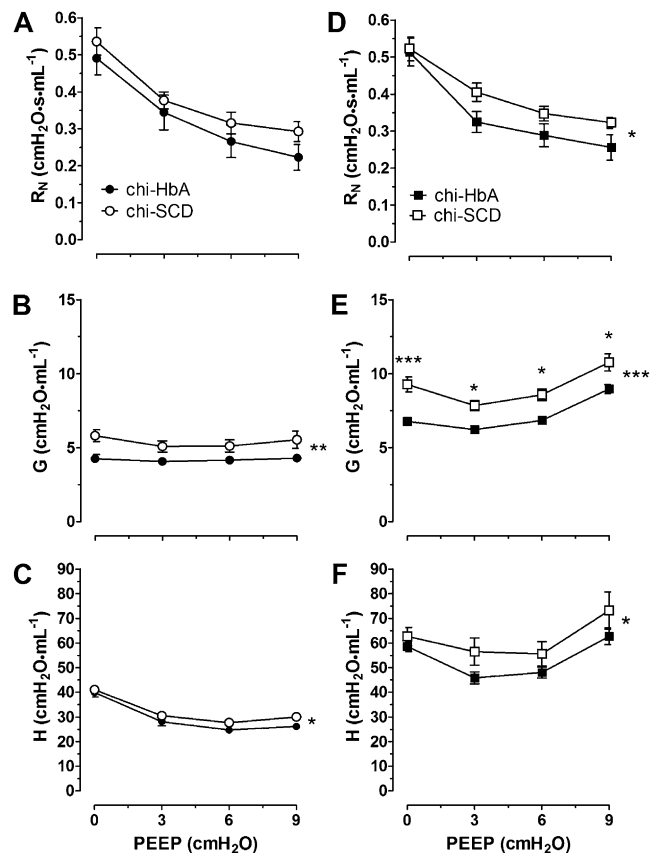 A
R_N (cmH₂O•s•mL⁻¹)
0.6
0.5
0.4
0.3
0.2
0.1
0.0
chi-HbA
chi-SCD
D
R_N (cmH₂O•s•mL⁻¹)
0.6
0.5
0.4
0.3
0.2
0.1
0.0
*
chi-HbA
chi-SCD
B
G (cmH₂O•mL⁻¹)
15
10
5
0
**
E
G (cmH₂O•mL⁻¹)
15
10
5
0
***
*
*
*
***
C
H (cmH₂O•mL⁻¹)
90
80
70
60
50
40
30
20
10
0
*
0 3 6 9
PEEP (cmH₂O)
F
H (cmH₂O•mL⁻¹)
90
80
70
60
50
40
30
20
10
0
*
0 3 6 9
PEEP (cmH₂O)